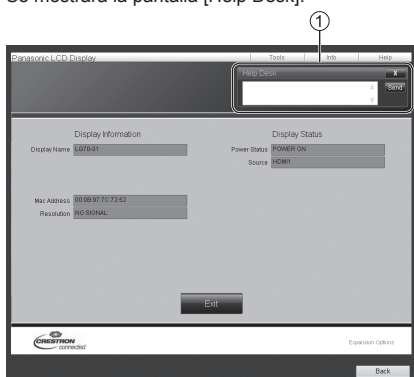 Se mostrará la pantalla [Help Desk].
1
Panasonic LCD Display Tools Info Help
Help Desk X
Send
Display Information Display Status
Display Name LQ70-01 Power Status POWER ON
Source HDMI1
Mac Address 00:0B:97:7C:72:52
Resolution NO SIGNAL
Exit
CRESTRON connected Expansion Options
Back